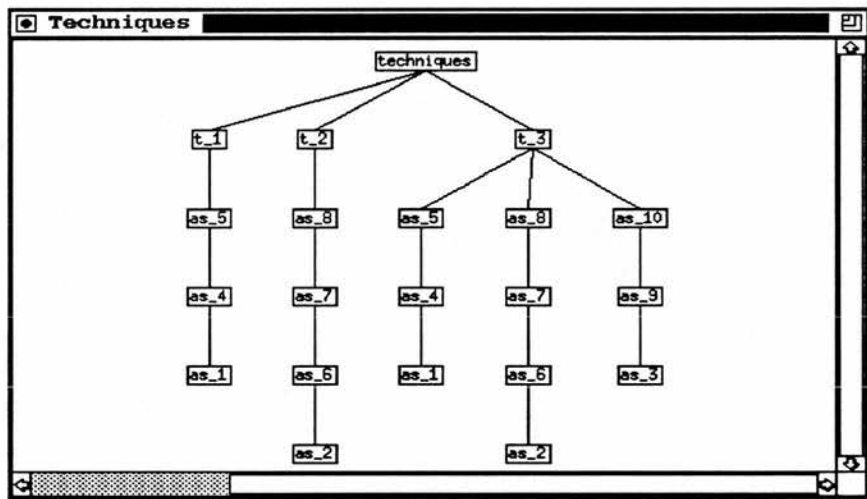 Techniques
techniques
t_1 t_2 t_3
as_5 as_8 as_5 as_8 as_10
as_4 as_7 as_4 as_7 as_9
as_1 as_6 as_1 as_6 as_3
as_2 as_2